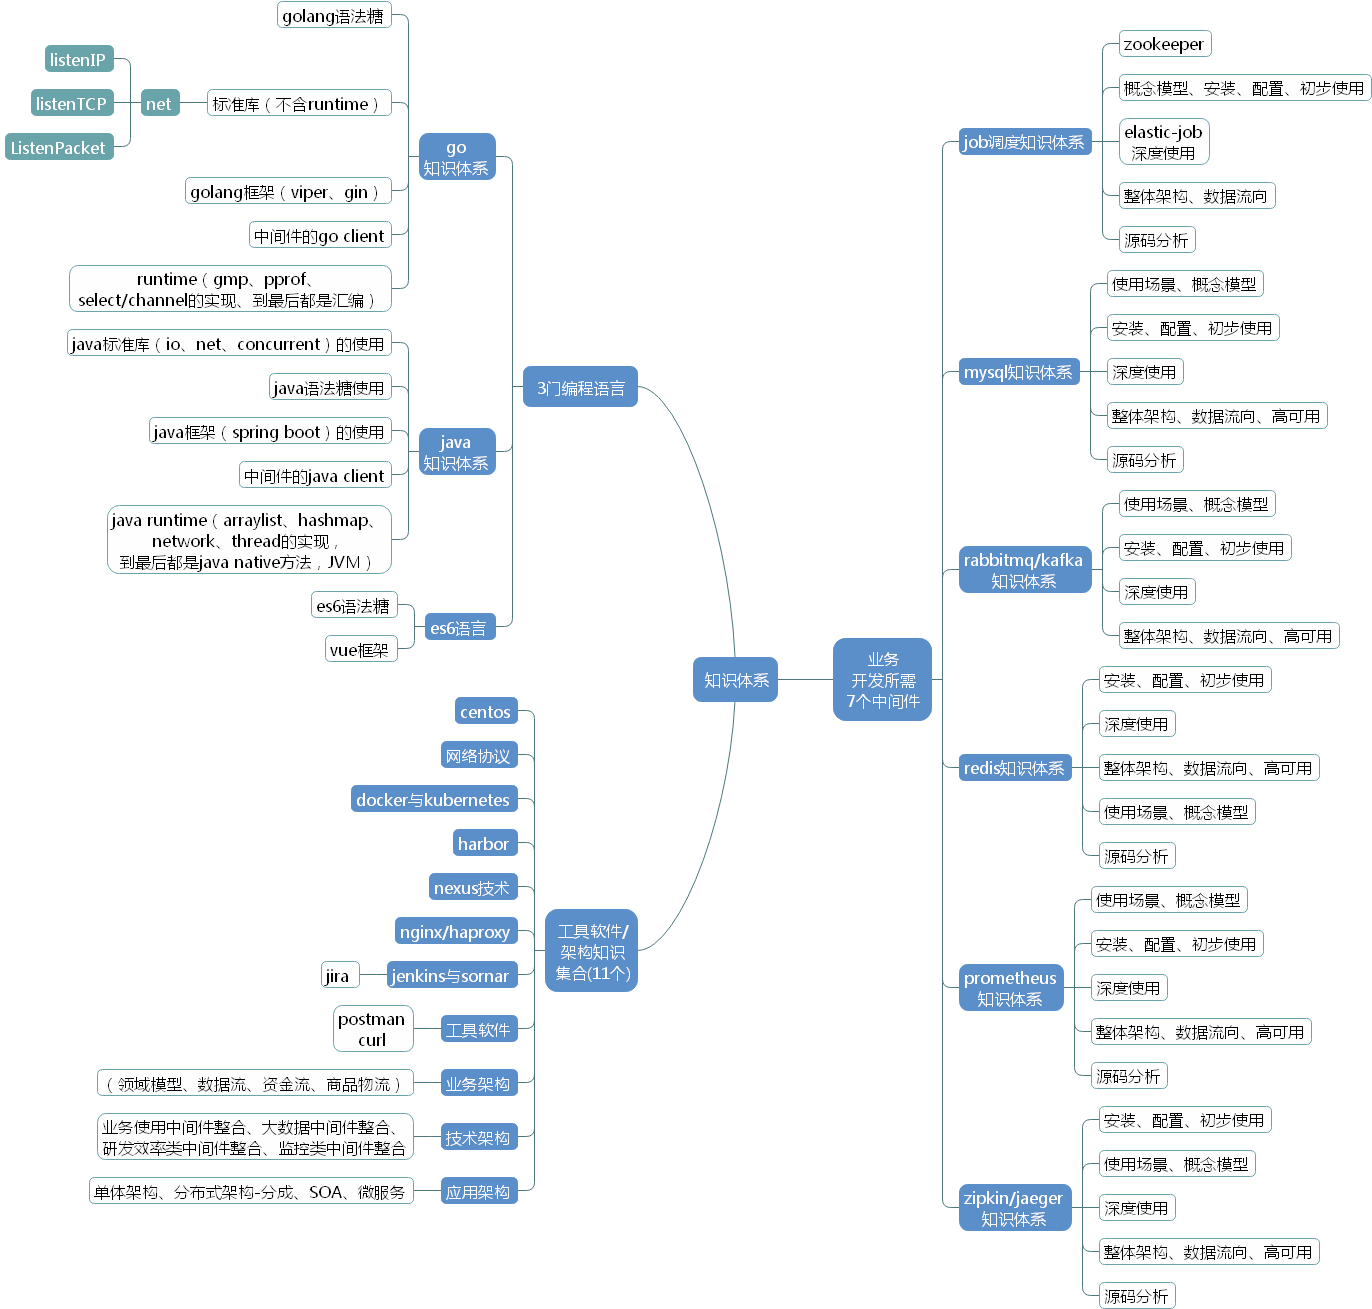 golang语法糖
listenIP
listenTCP
ListenPacket
net
标准库（不含runtime）
golang框架（viper、gin）
中间件的go client
runtime（gmp、pprof、
select/channel的实现、到最后都是汇编）
go
知识体系
java标准库（io、net、concurrent）的使用
java语法糖使用
java框架（spring boot）的使用
中间件的java client
java runtime（arraylist、hashmap、
network、thread的实现，
到最后都是java native方法，JVM）
java
知识体系
es6语法糖
vue框架
es6语言
3门编程语言
知识体系
centos
网络协议
docker与kubernetes
harbor
nexus技术
nginx/haproxy
jira
jenkins与sornar
postman
curl
工具软件
（领域模型、数据流、资金流、商品物流）
业务架构
业务使用中间件整合、大数据中间件整合、
研发效率类中间件整合、监控类中间件整合
技术架构
单体架构、分布式架构-分成、SOA、微服务
应用架构
工具软件/
架构知识
集合(11个)
业务
开发所需
7个中间件
job调度知识体系
zookeeper
概念模型、安装、配置、初步使用
elastic-job
深度使用
整体架构、数据流向
源码分析
mysql知识体系
使用场景、概念模型
安装、配置、初步使用
深度使用
整体架构、数据流向、高可用
源码分析
rabbitmq/kafka
知识体系
使用场景、概念模型
安装、配置、初步使用
深度使用
整体架构、数据流向、高可用
redis知识体系
安装、配置、初步使用
深度使用
整体架构、数据流向、高可用
使用场景、概念模型
源码分析
prometheus
知识体系
使用场景、概念模型
安装、配置、初步使用
深度使用
整体架构、数据流向、高可用
源码分析
zipkin/jaeger
知识体系
安装、配置、初步使用
使用场景、概念模型
深度使用
整体架构、数据流向、高可用
源码分析